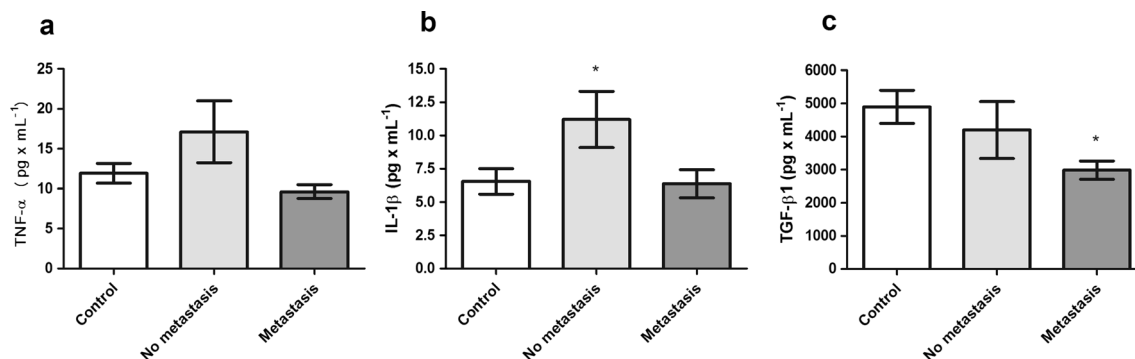 a
TNF-α ( pg x mL⁻¹)
25
20
15
10
5
0
Control
No metastasis
Metastasis
b
IL-1β (pg x mL⁻¹)
15.0
12.5
10.0
7.5
5.0
2.5
0.0
*
Control
No metastasis
Metastasis
c
TGF-β1 (pg x mL⁻¹)
6000
5000
4000
3000
2000
1000
0
*
Control
No metastasis
Metastasis